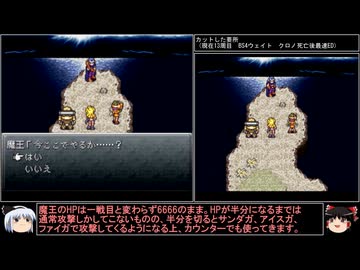 カットした要所
(現在13周目 BS4ウェイト クロノ死亡後最速ED)
魔王「今ここでやるか……？
はい
いいえ
魔王のHPは一戦目と変わらず6666のまま。HPが半分になるまでは
通常攻撃しかしてこないものの、半分を切るとサンダガ、アイスガ、
ファイガで攻撃してくるようになる上、カウンターでも使ってきます。